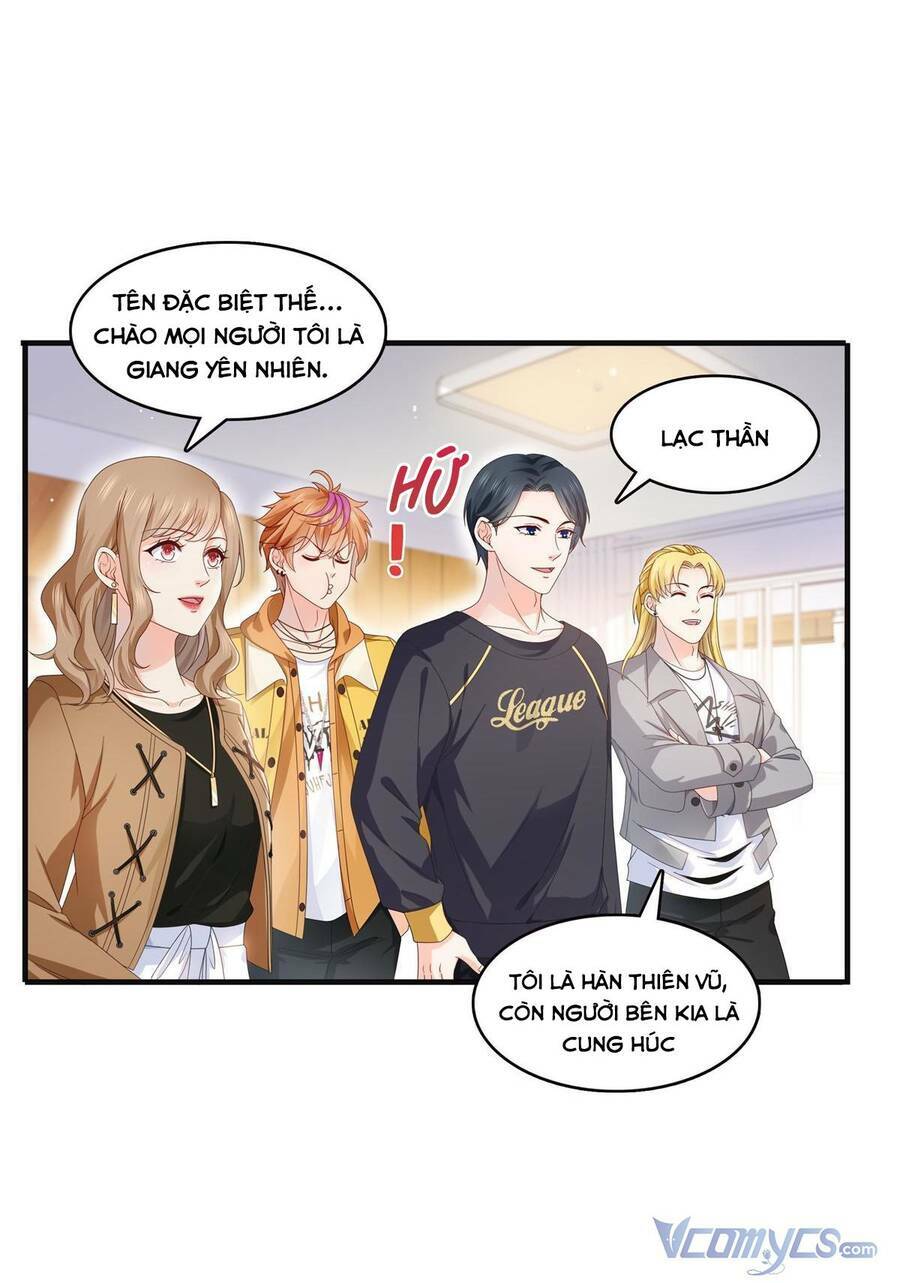 TÊN ĐẶC BIỆT THẾ...
CHÀO MỌI NGƯỜI TÔI LÀ
GIANG YÊN NHIÊN.
LẠC THẦN
HỨ
!
League
TÔI LÀ HÀN THIÊN VŨ,
CÒN NGƯỜI BÊN KIA LÀ
CUNG HÚC
VCOMYCS.com